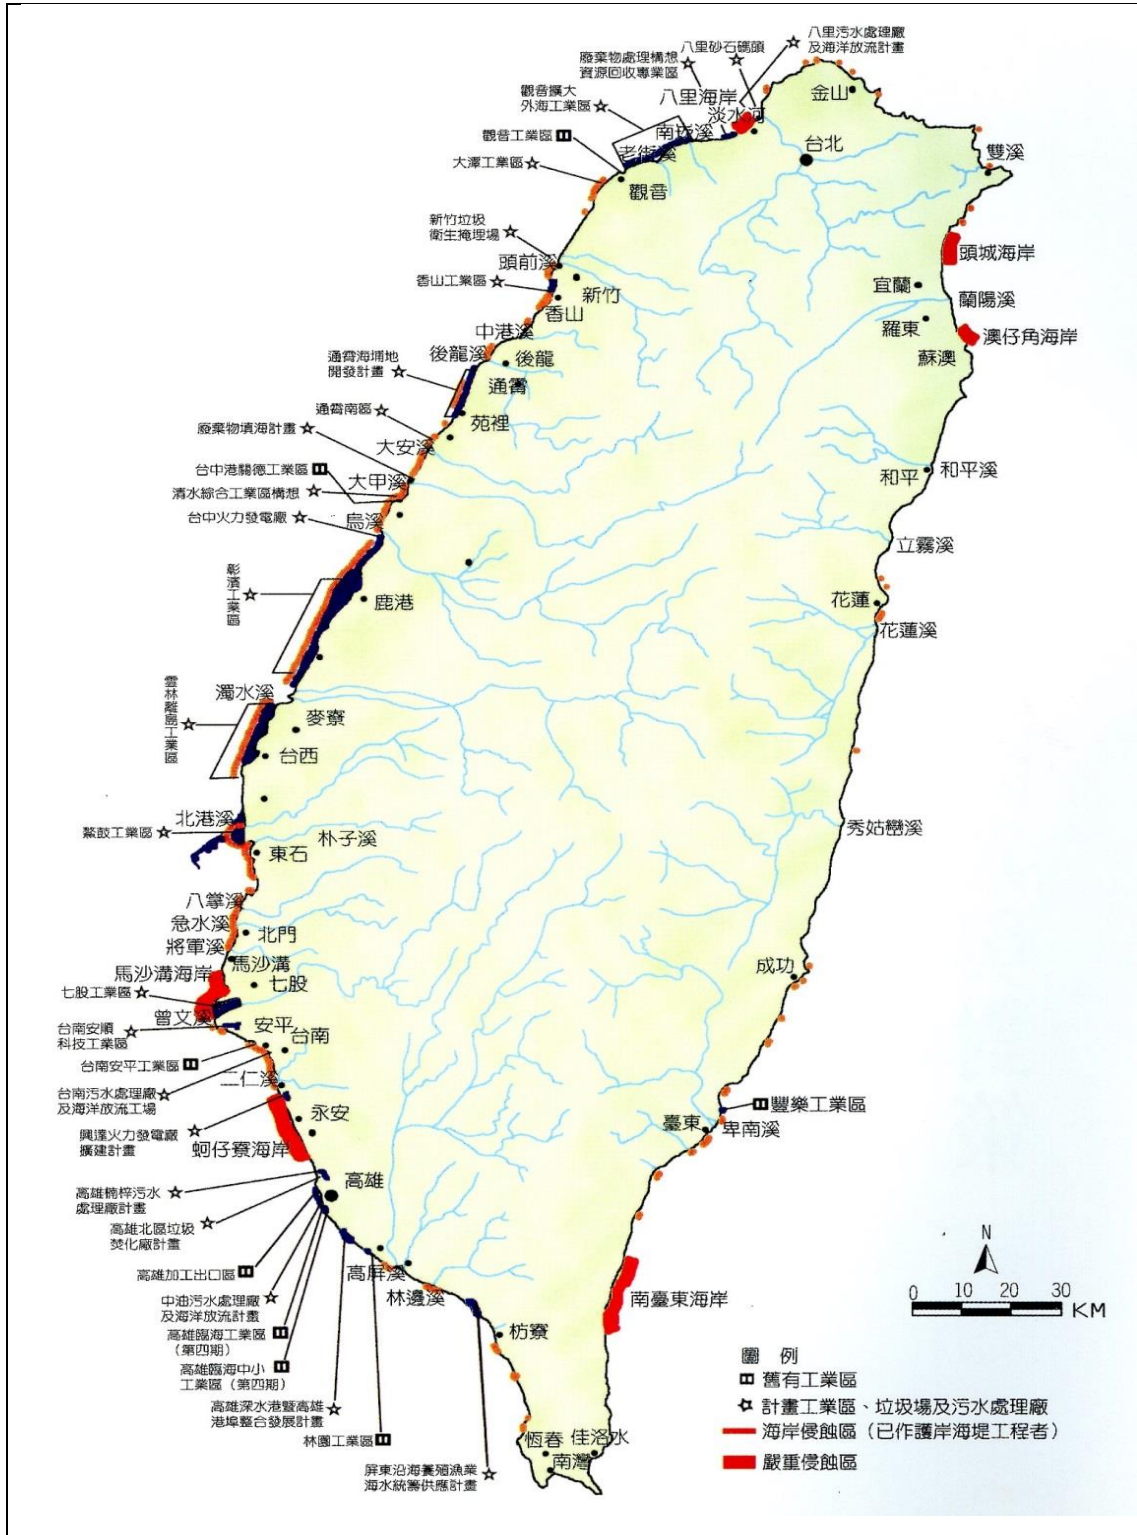 八里污水處理廠
及海洋放流計畫
八里砂石碼頭
廢棄物處理構想
資源回收專業區
八里海岸
淡水河
金山
觀音擴大
外海工業區
南崁溪
老街溪
觀音工業區
台北
雙溪
大潭工業區
觀音
新竹垃圾
衛生掩埋場
頭前溪
頭城海岸
香山工業區
新竹
宜蘭
蘭陽溪
香山
羅東
中港溪
澳仔角海岸
後龍溪
後龍
蘇澳
通霄海埔地
開發計畫
通霄
通霄南區
苑裡
廢棄物填海計畫
大安溪
台中港關德工業區
大甲溪
和平
和平溪
清水綜合工業區構想
台中火力發電廠
烏溪
立霧溪
彰濱工業區
鹿港
花蓮
花蓮溪
雲林離島工業區
濁水溪
麥寮
台西
北港溪
鰲鼓工業區
朴子溪
秀姑巒溪
東石
八掌溪
急水溪
北門
將軍溪
馬沙溝海岸
馬沙溝
成功
七股工業區
七股
曾文溪
安平
台南安順
科技工業區
台南
台南安平工業區
二仁溪
台南污水處理廠
及海洋放流工場
永安
豐樂工業區
臺東
卑南溪
興達火力發電廠
擴建計畫
蚵仔寮海岸
高雄楠梓污水
處理廠計畫
高雄
高雄北區垃圾
焚化廠計畫
高雄加工出口區
高屏溪
林邊溪
中油污水處理廠
及海洋放流計畫
南臺東海岸
高雄臨海工業區
(第四期)
枋寮
高雄臨海中小
工業區(第四期)
高雄深水港暨高雄
港埠整合發展計畫
林園工業區
恆春
佳洛水
南灣
屏東沿海養殖漁業
海水統籌供應計畫
N
0 10 20 30
KM
圖 例
舊有工業區
計畫工業區、垃圾場及污水處理廠
海岸侵蝕區(已作護岸海堤工程者)
嚴重侵蝕區